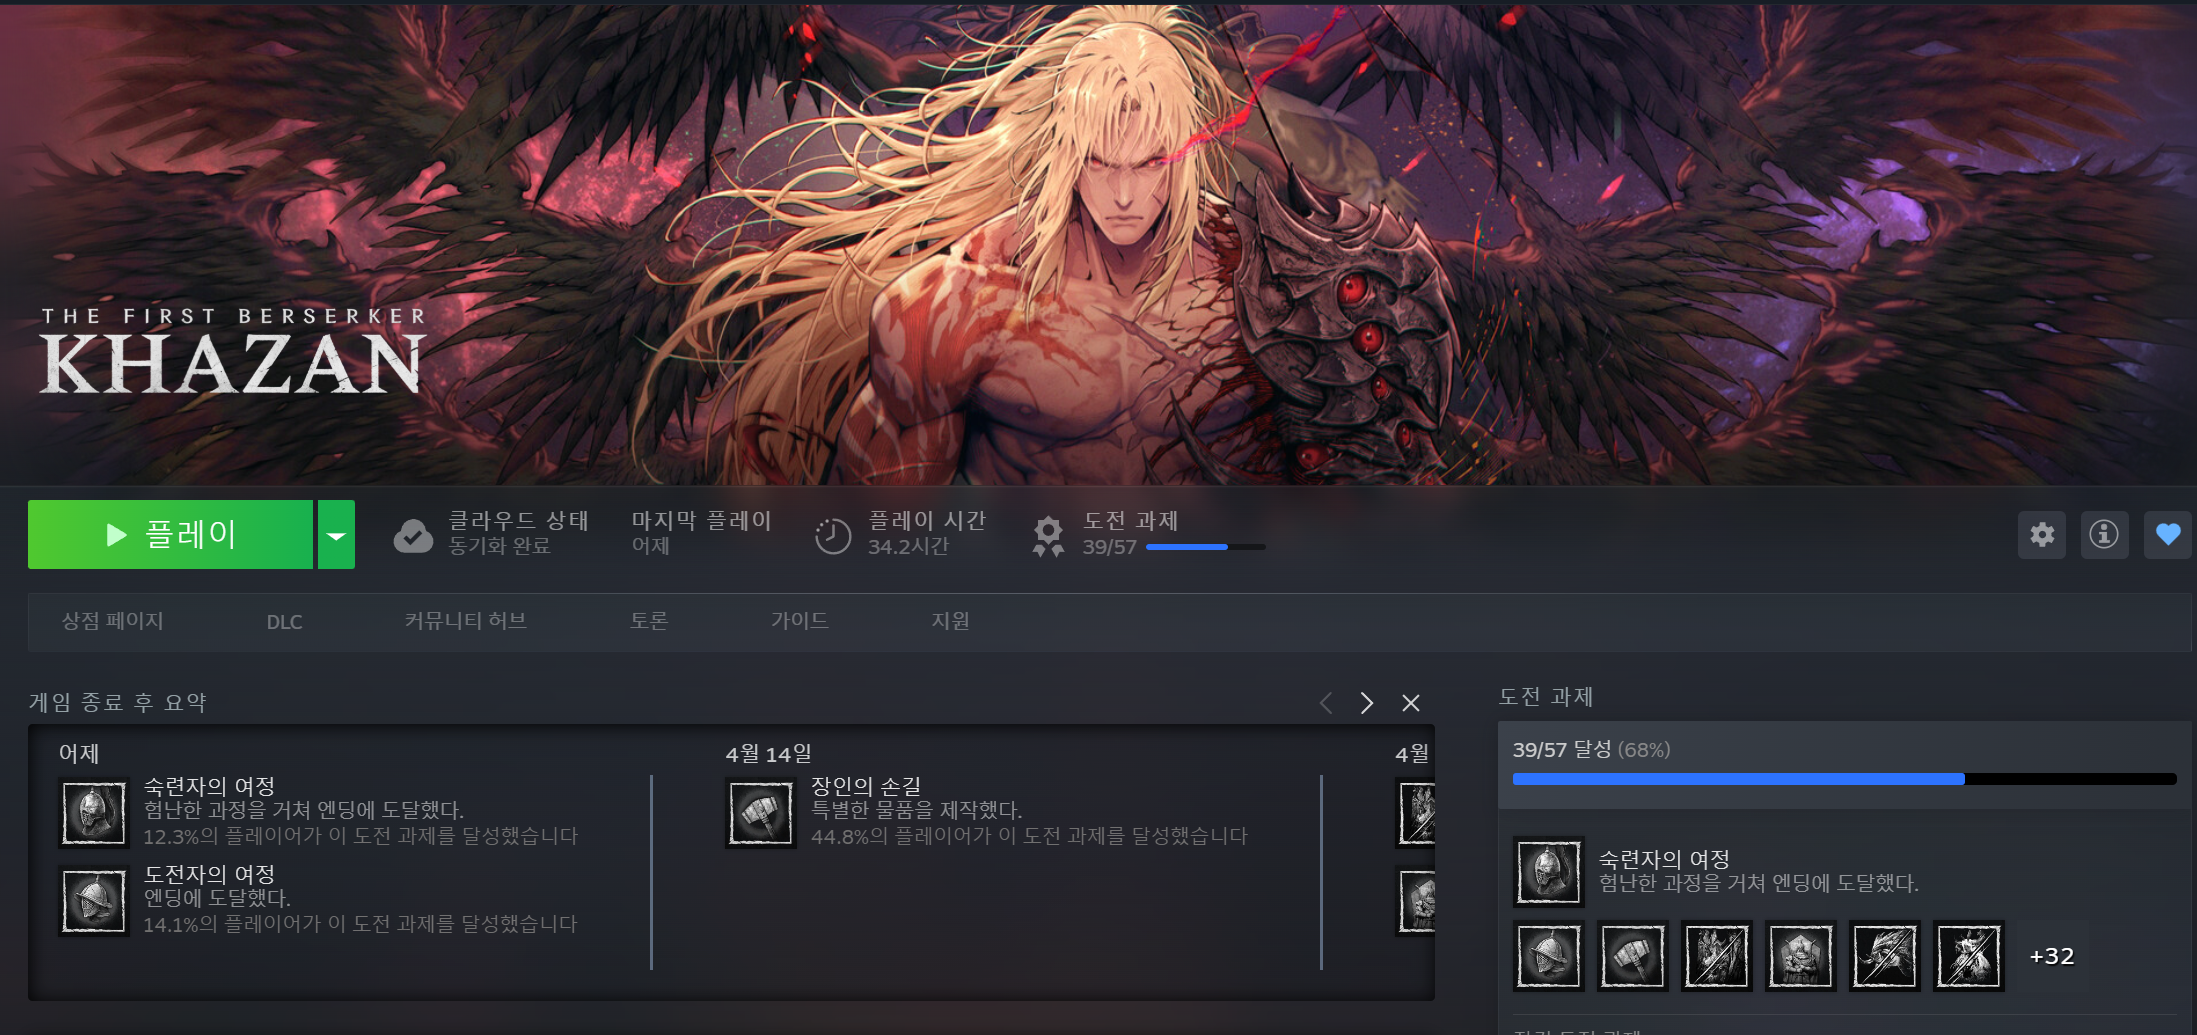 THE FIRST BERSERKER
KHAZAN
플레이
클라우드 상태
동기화 완료
마지막 플레이
어제
플레이 시간
34.2시간
도전 과제
39/57
상점 페이지
DLC
커뮤니티 허브
토론
가이드
지원
게임 종료 후 요약
어제
숙련자의 여정
험난한 과정을 거쳐 엔딩에 도달했다.
12.3%의 플레이어가 이 도전 과제를 달성했습니다
도전자의 여정
엔딩에 도달했다.
14.1%의 플레이어가 이 도전 과제를 달성했습니다
4월 14일
장인의 손길
특별한 물품을 제작했다.
44.8%의 플레이어가 이 도전 과제를 달성했습니다
4월
도전 과제
39/57 달성 (68%)
숙련자의 여정
험난한 과정을 거쳐 엔딩에 도달했다.
+32